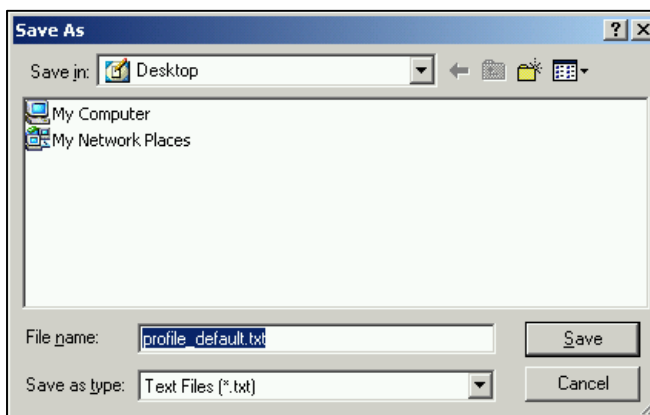 Save As
Save in: Desktop
My Computer
My Network Places
File name: profile_default.txt Save
Save as type: Text Files (*.txt) Cancel